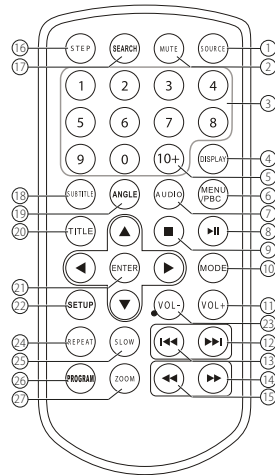 16 STEP SEARCH MUTE SOURCE 1
17 2
1 2 3 4
3
5 6 7 8
9 0 10+ DISPLAY 4
5
18 SUBTITLE ANGLE AUDIO MENU /PBC 6
19 7
20 TITLE 8
9
21 ENTER MODE 10
22 SETUP VOL- VOL+ 11
23
24 REPEAT SLOW 12
25 13
26 PROGRAM ZOOM 14
27 15